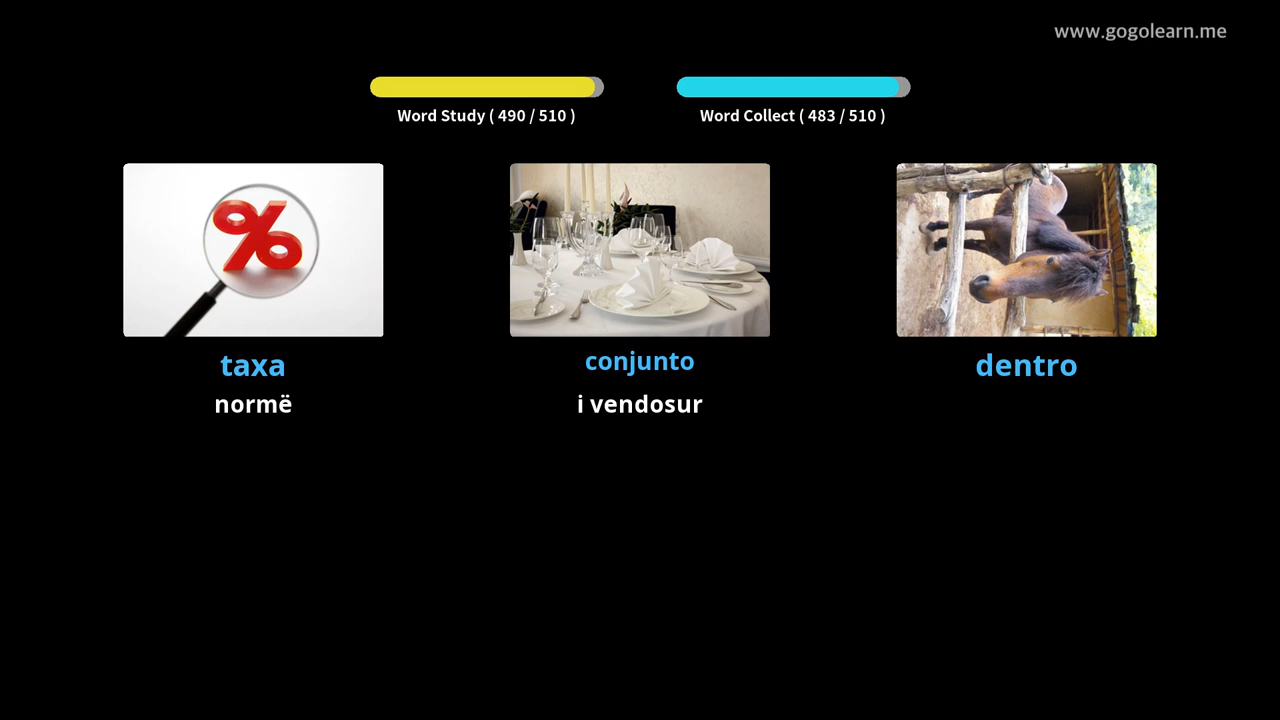 www.gogolearn.me
Word Study ( 490 / 510 )
Word Collect ( 483 / 510 )
%
taxa
conjunto
dentro
normë
i vendosur